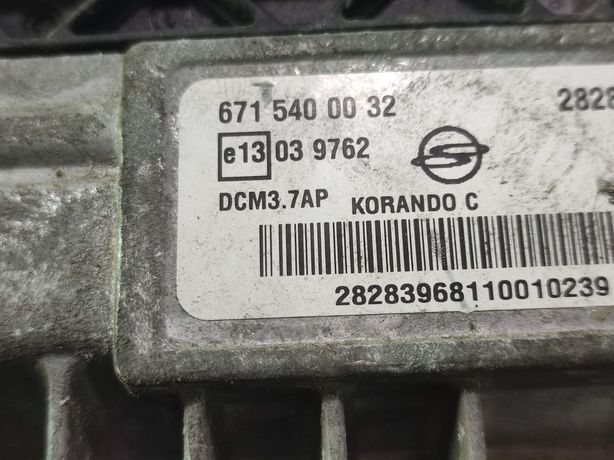 671 540 00 32 2828
e13 03 9762
DCM3.7AP KORANDO C
28283968110010239